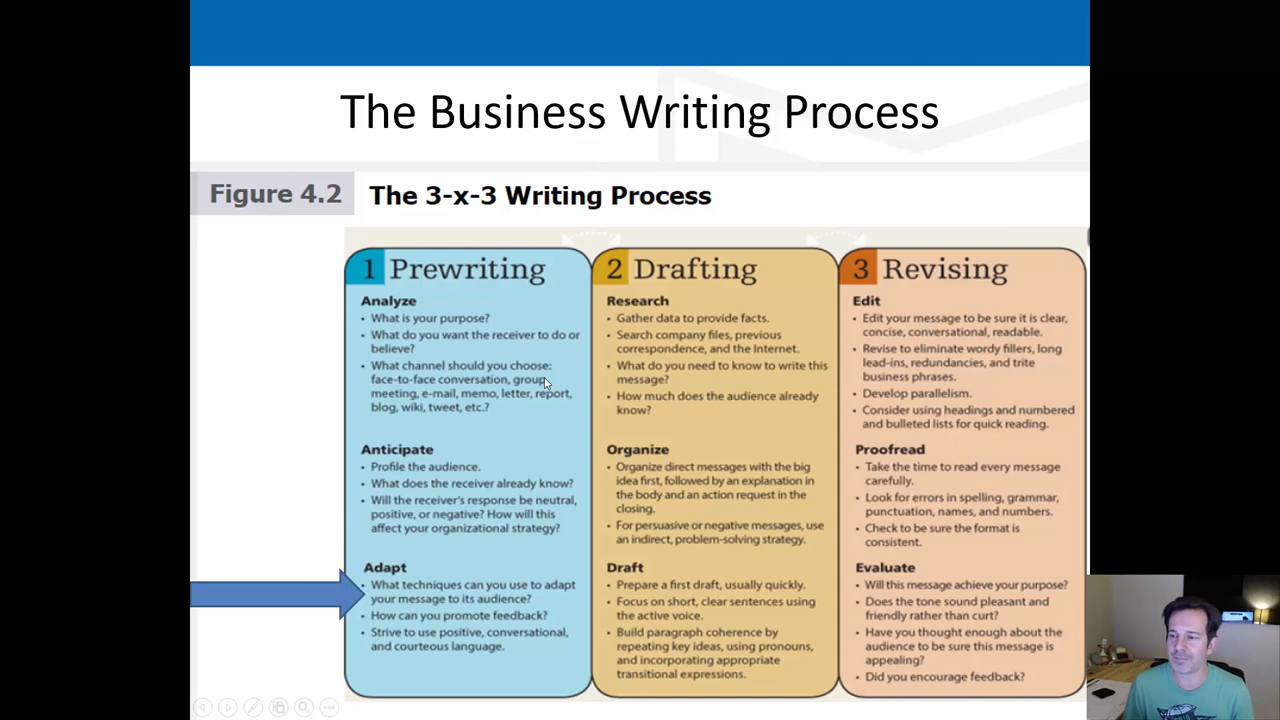 The Business Writing Process
Figure 4.2
The 3-x-3 Writing Process
1 Prewriting
Analyze
• What is your purpose?
• What do you want the receiver to do or
believe?
• What channel should you choose:
face-to-face conversation, group
meeting, e-mail, memo, letter, report,
blog, wiki, tweet, etc.?
Anticipate
• Profile the audience.
• What does the receiver already know?
• Will the receiver's response be neutral,
positive, or negative? How will this
affect your organizational strategy?
Adapt
• What techniques can you use to adapt
your message to its audience?
• How can you promote feedback?
• Strive to use positive, conversational,
and courteous language.
2 Drafting
Research
• Gather data to provide facts.
• Search company files, previous
correspondence, and the Internet.
• What do you need to know to write this
message?
• How much does the audience already
know?
Organize
• Organize direct messages with the big
idea first, followed by an explanation in
the body and an action request in the
closing.
• For persuasive or negative messages, use
an indirect, problem-solving strategy.
Draft
• Prepare a first draft, usually quickly.
• Focus on short, clear sentences using
the active voice.
• Build paragraph coherence by
repeating key ideas, using pronouns,
and incorporating appropriate
transitional expressions.
3 Revising
Edit
• Edit your message to be sure it is clear,
concise, conversational, readable.
• Revise to eliminate wordy fillers, long
lead-ins, redundancies, and trite
business phrases.
• Develop parallelism.
• Consider using headings and numbered
and bulleted lists for quick reading.
Proofread
• Take the time to read every message
carefully.
• Look for errors in spelling, grammar,
punctuation, names, and numbers.
• Check to be sure the format is
consistent.
Evaluate
• Will this message achieve your purpose?
• Does the tone sound pleasant and
friendly rather than curt?
• Have you thought enough about the
audience to be sure this message is
appealing?
• Did you encourage feedback?